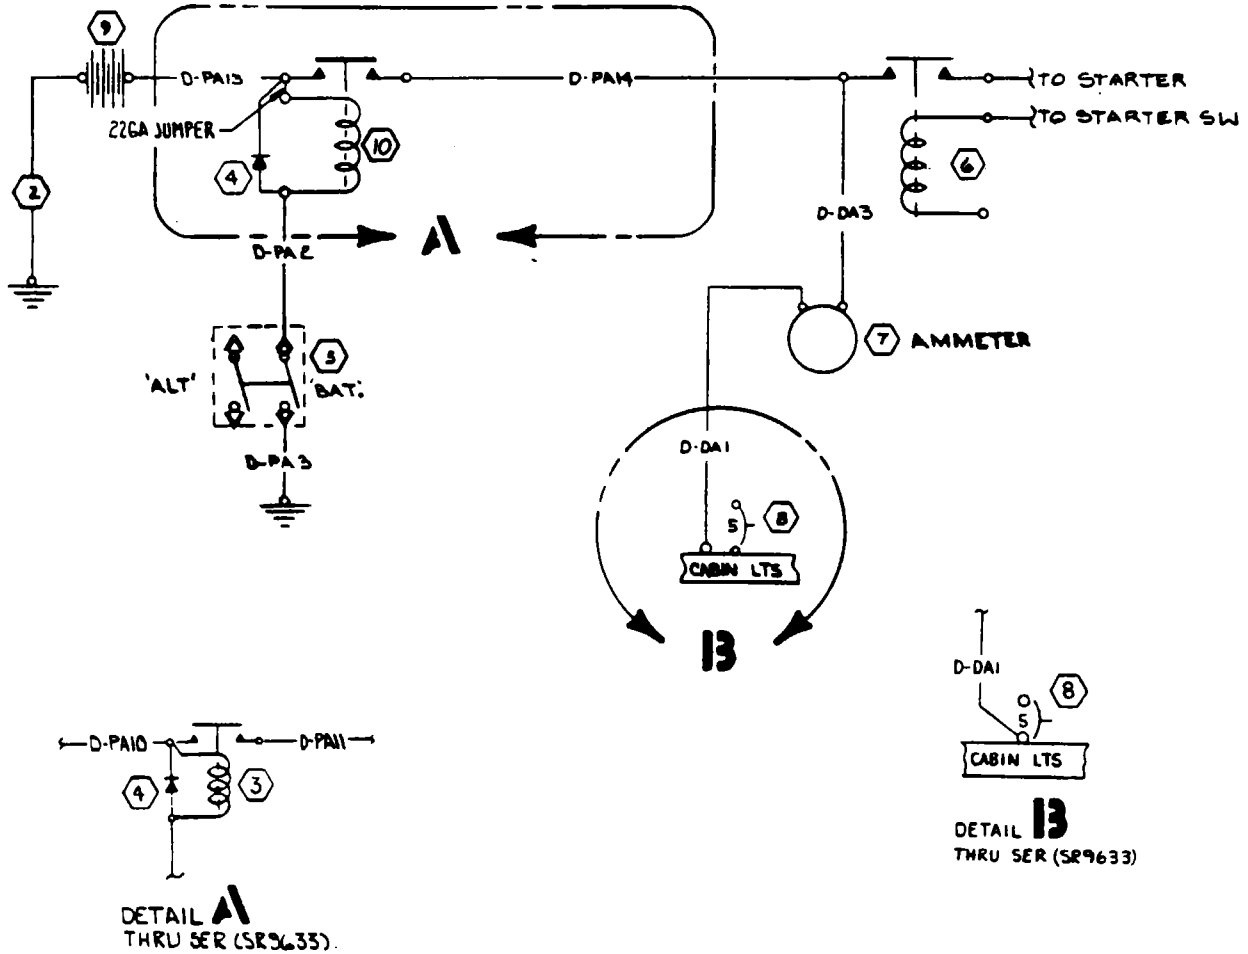 9
D-PA13
D-PA14
TO STARTER
22GA JUMPER
TO STARTER SW
10
4
6
2
D-DA3
A
D-PA2
5
7 AMMETER
'ALT'
'BAT'
D-DA1
D-PA3
5
8
CABIN LTS
B
D-DA1
8
5
D-PA10
D-PA11
CABIN LTS
4
3
DETAIL B
THRU SER (SR9633)
DETAIL A
THRU SER (SR9633).